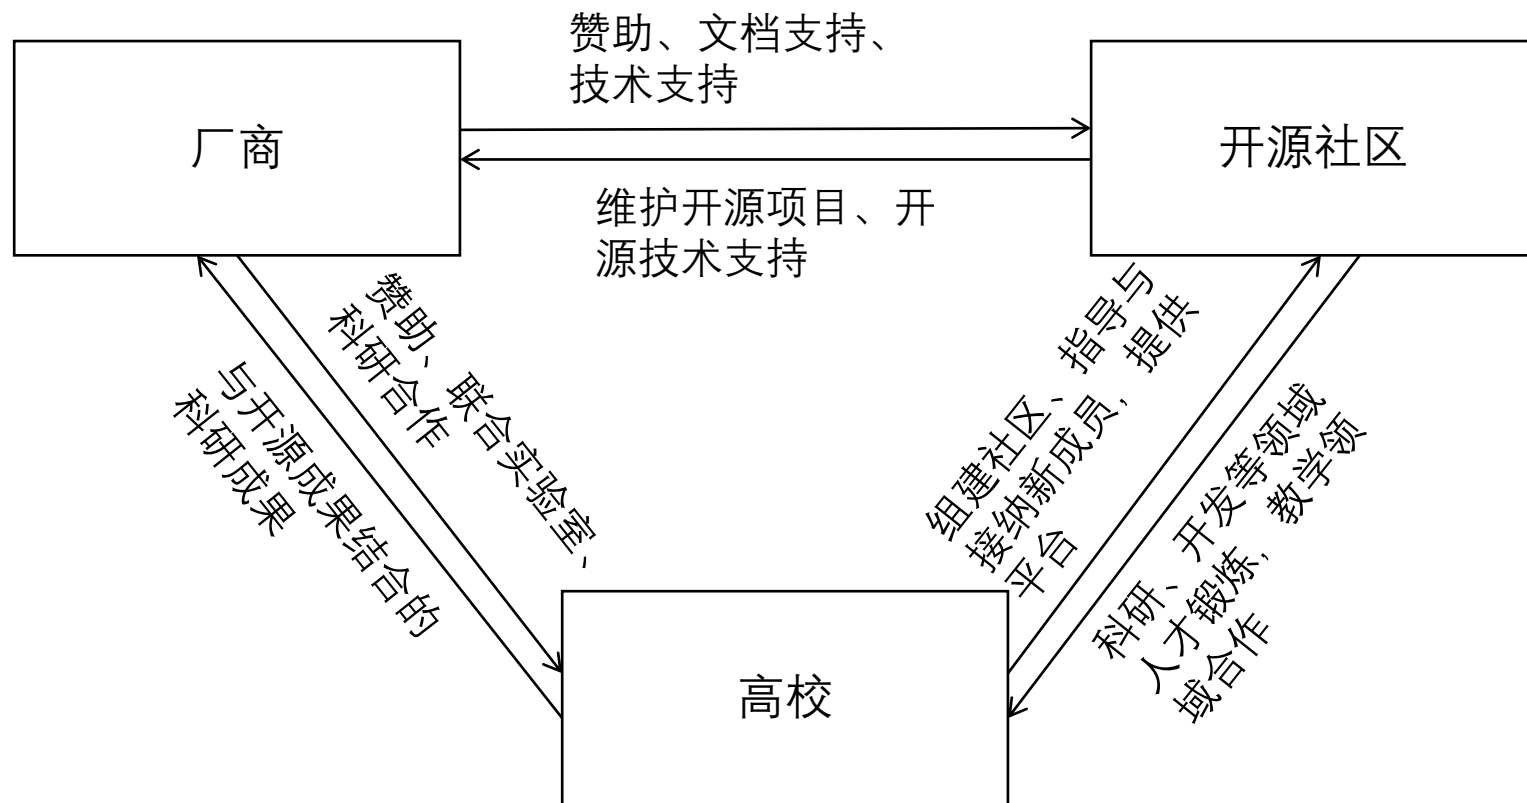 赞助、文档支持、
技术支持
厂商
开源社区
维护开源项目、开
源技术支持
赞助、联合实验室、
科研合作
与开源成果结合的
科研成果
组建社区、指导与
接纳新成员,提供
平台
科研、开发等领域
人才锻炼,教学领
域合作
高校